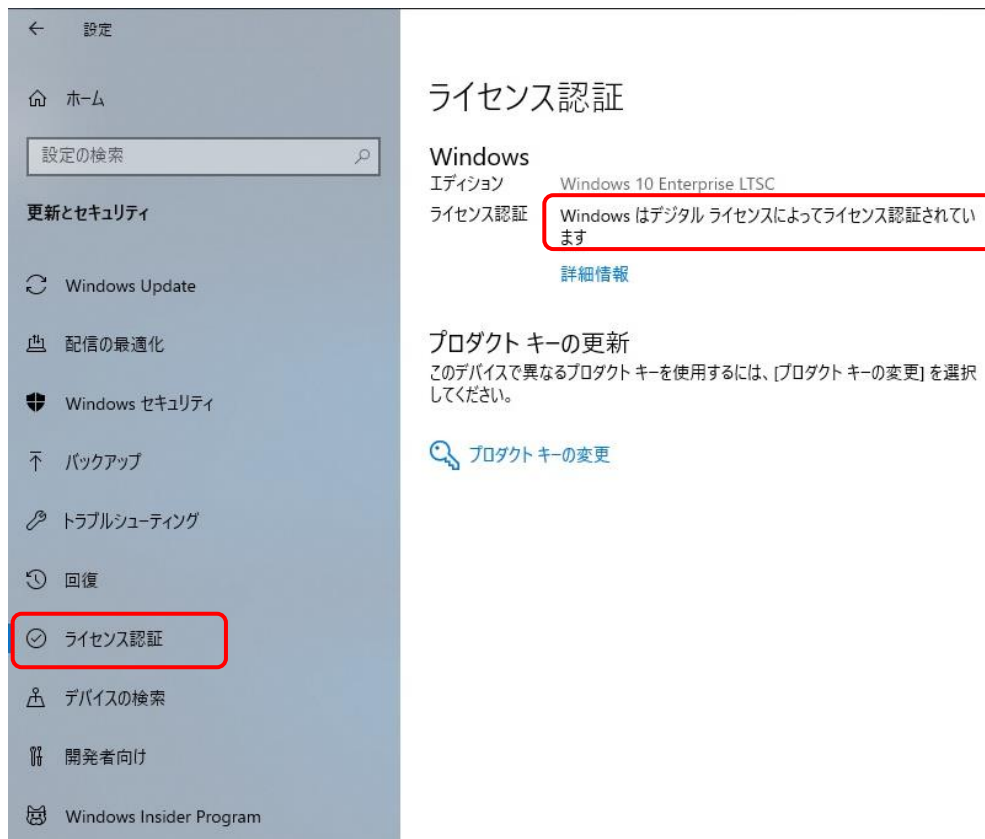 設定
ホーム
設定の検索
更新とセキュリティ
Windows Update
配信の最適化
Windows セキュリティ
バックアップ
トラブルシューティング
回復
ライセンス認証
デバイスの検索
開発者向け
Windows Insider Program
ライセンス認証
Windows
エディション Windows 10 Enterprise LTSC
ライセンス認証 Windows はデジタル ライセンスによってライセンス認証されてい
ます
詳細情報
プロダクト キーの更新
このデバイスで異なるプロダクト キーを使用するには、[プロダクト キーの変更] を選択
してください。
プロダクト キーの変更